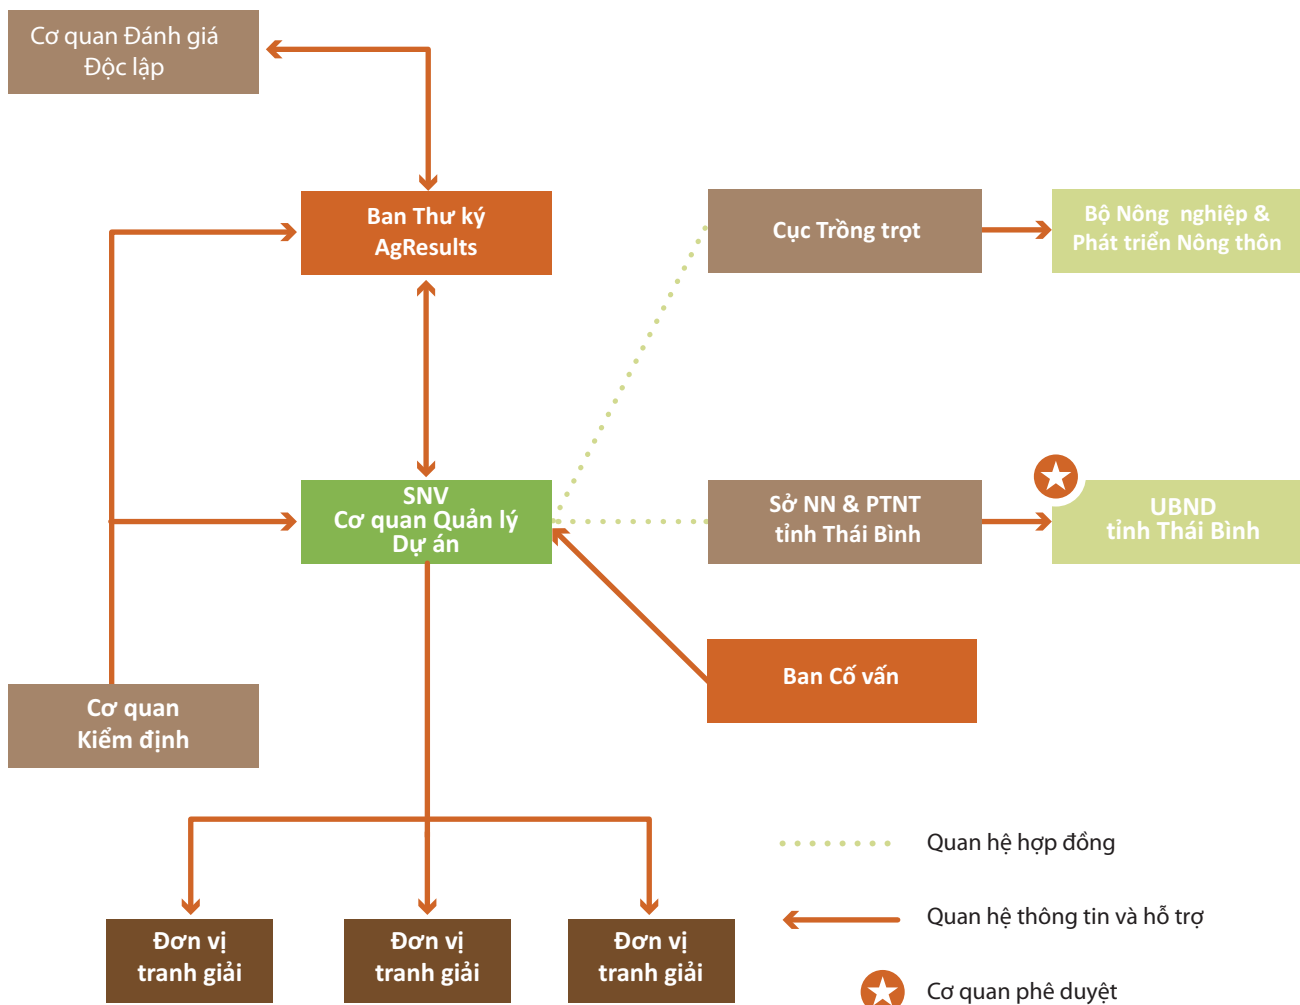 Cơ quan Đánh giá
Độc lập
Ban Thư ký
AgResults
Cục Trồng trọt
Bộ Nông nghiệp &
Phát triển Nông thôn
SNV
Cơ quan Quản lý
Dự án
Sở NN & PTNT
tỉnh Thái Bình
UBND
tỉnh Thái Bình
Ban Cố vấn
Cơ quan
Kiểm định
Đơn vị
tranh giải
Đơn vị
tranh giải
Đơn vị
tranh giải
Quan hệ hợp đồng
Quan hệ thông tin và hỗ trợ
Cơ quan phê duyệt